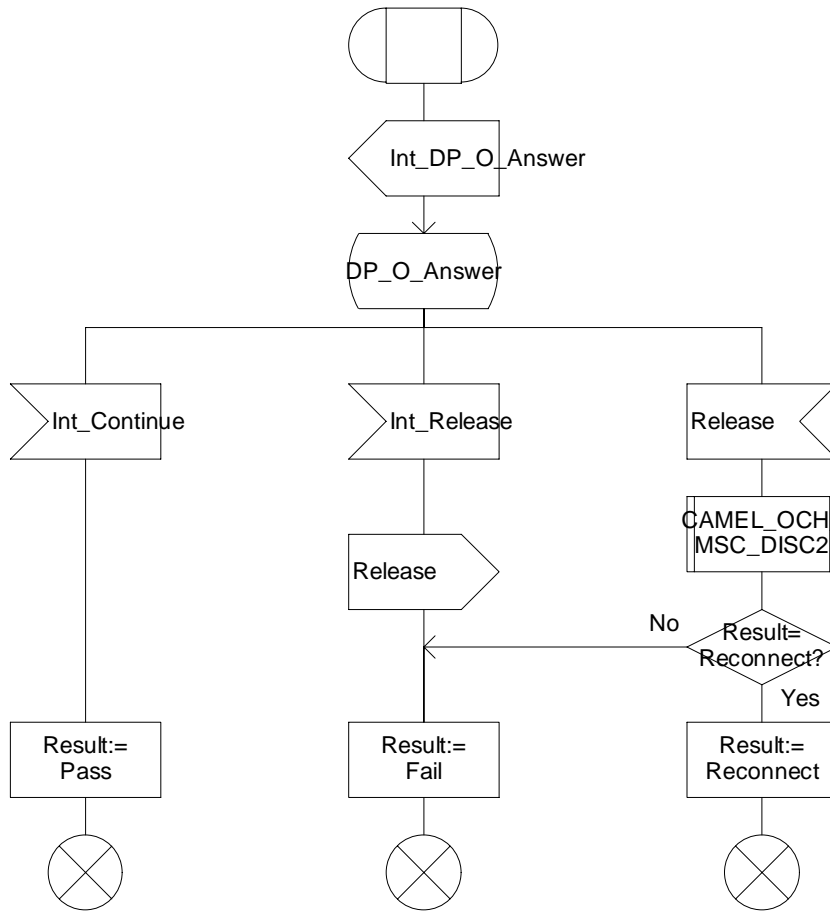 Int_DP_O_Answer
DP_O_Answer
Int_Continue
Int_Release
Release
CAMEL_OCH
MSC_DISC2
Release
No
Result=
Reconnect?
Yes
Result:=
Pass
Result:=
Fail
Result:=
Reconnect